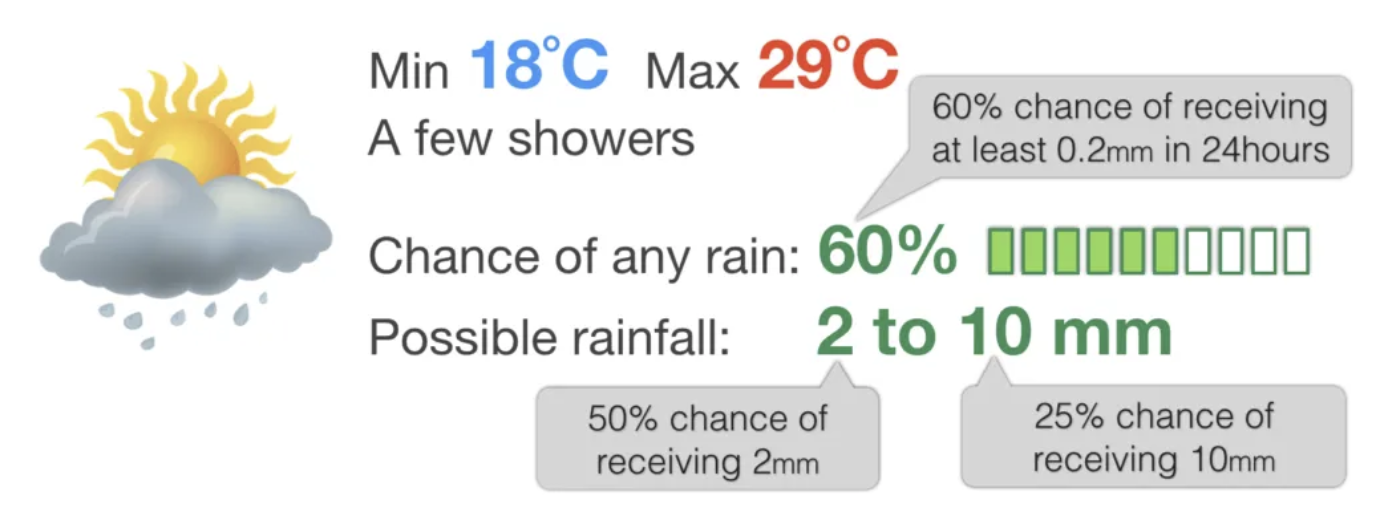 Min 18°C Max 29°C
A few showers
60% chance of receiving
at least 0.2mm in 24hours
Chance of any rain: 60%
Possible rainfall: 2 to 10 mm
50% chance of
receiving 2mm
25% chance of
receiving 10mm